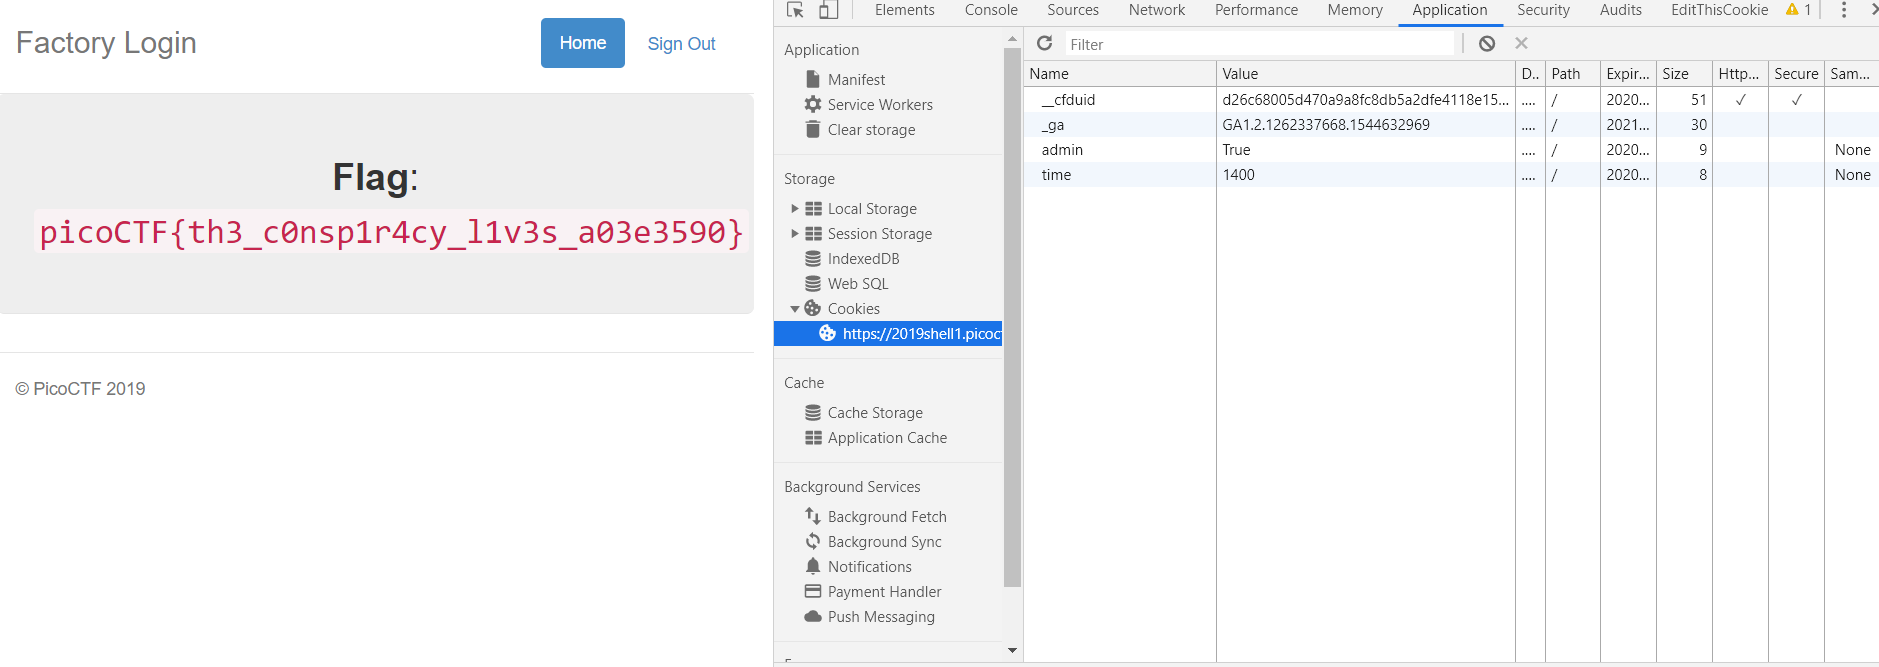 Factory Login
Home
Sign Out
Flag:
picoCTF{th3_c0nsp1r4cy_l1v3s_a03e3590}
© PicoCTF 2019
Elements Console Sources Network Performance Memory Application Security Audits EditThisCookie 1
Application
Manifest
Service Workers
Clear storage
Storage
Local Storage
Session Storage
IndexedDB
Web SQL
Cookies
https://2019shell1.picoc
Cache
Cache Storage
Application Cache
Background Services
Background Fetch
Background Sync
Notifications
Payment Handler
Push Messaging
Filter
Name Value D.. Path Expir... Size Http... Secure Sam...
__cfduid d26c68005d470a9a8fc8db5a2dfe4118e15... .... / 2020... 51 ✓ ✓
_ga GA1.2.1262337668.1544632969 .... / 2021... 30
admin True .... / 2020... 9 None
time 1400 .... / 2020... 8 None